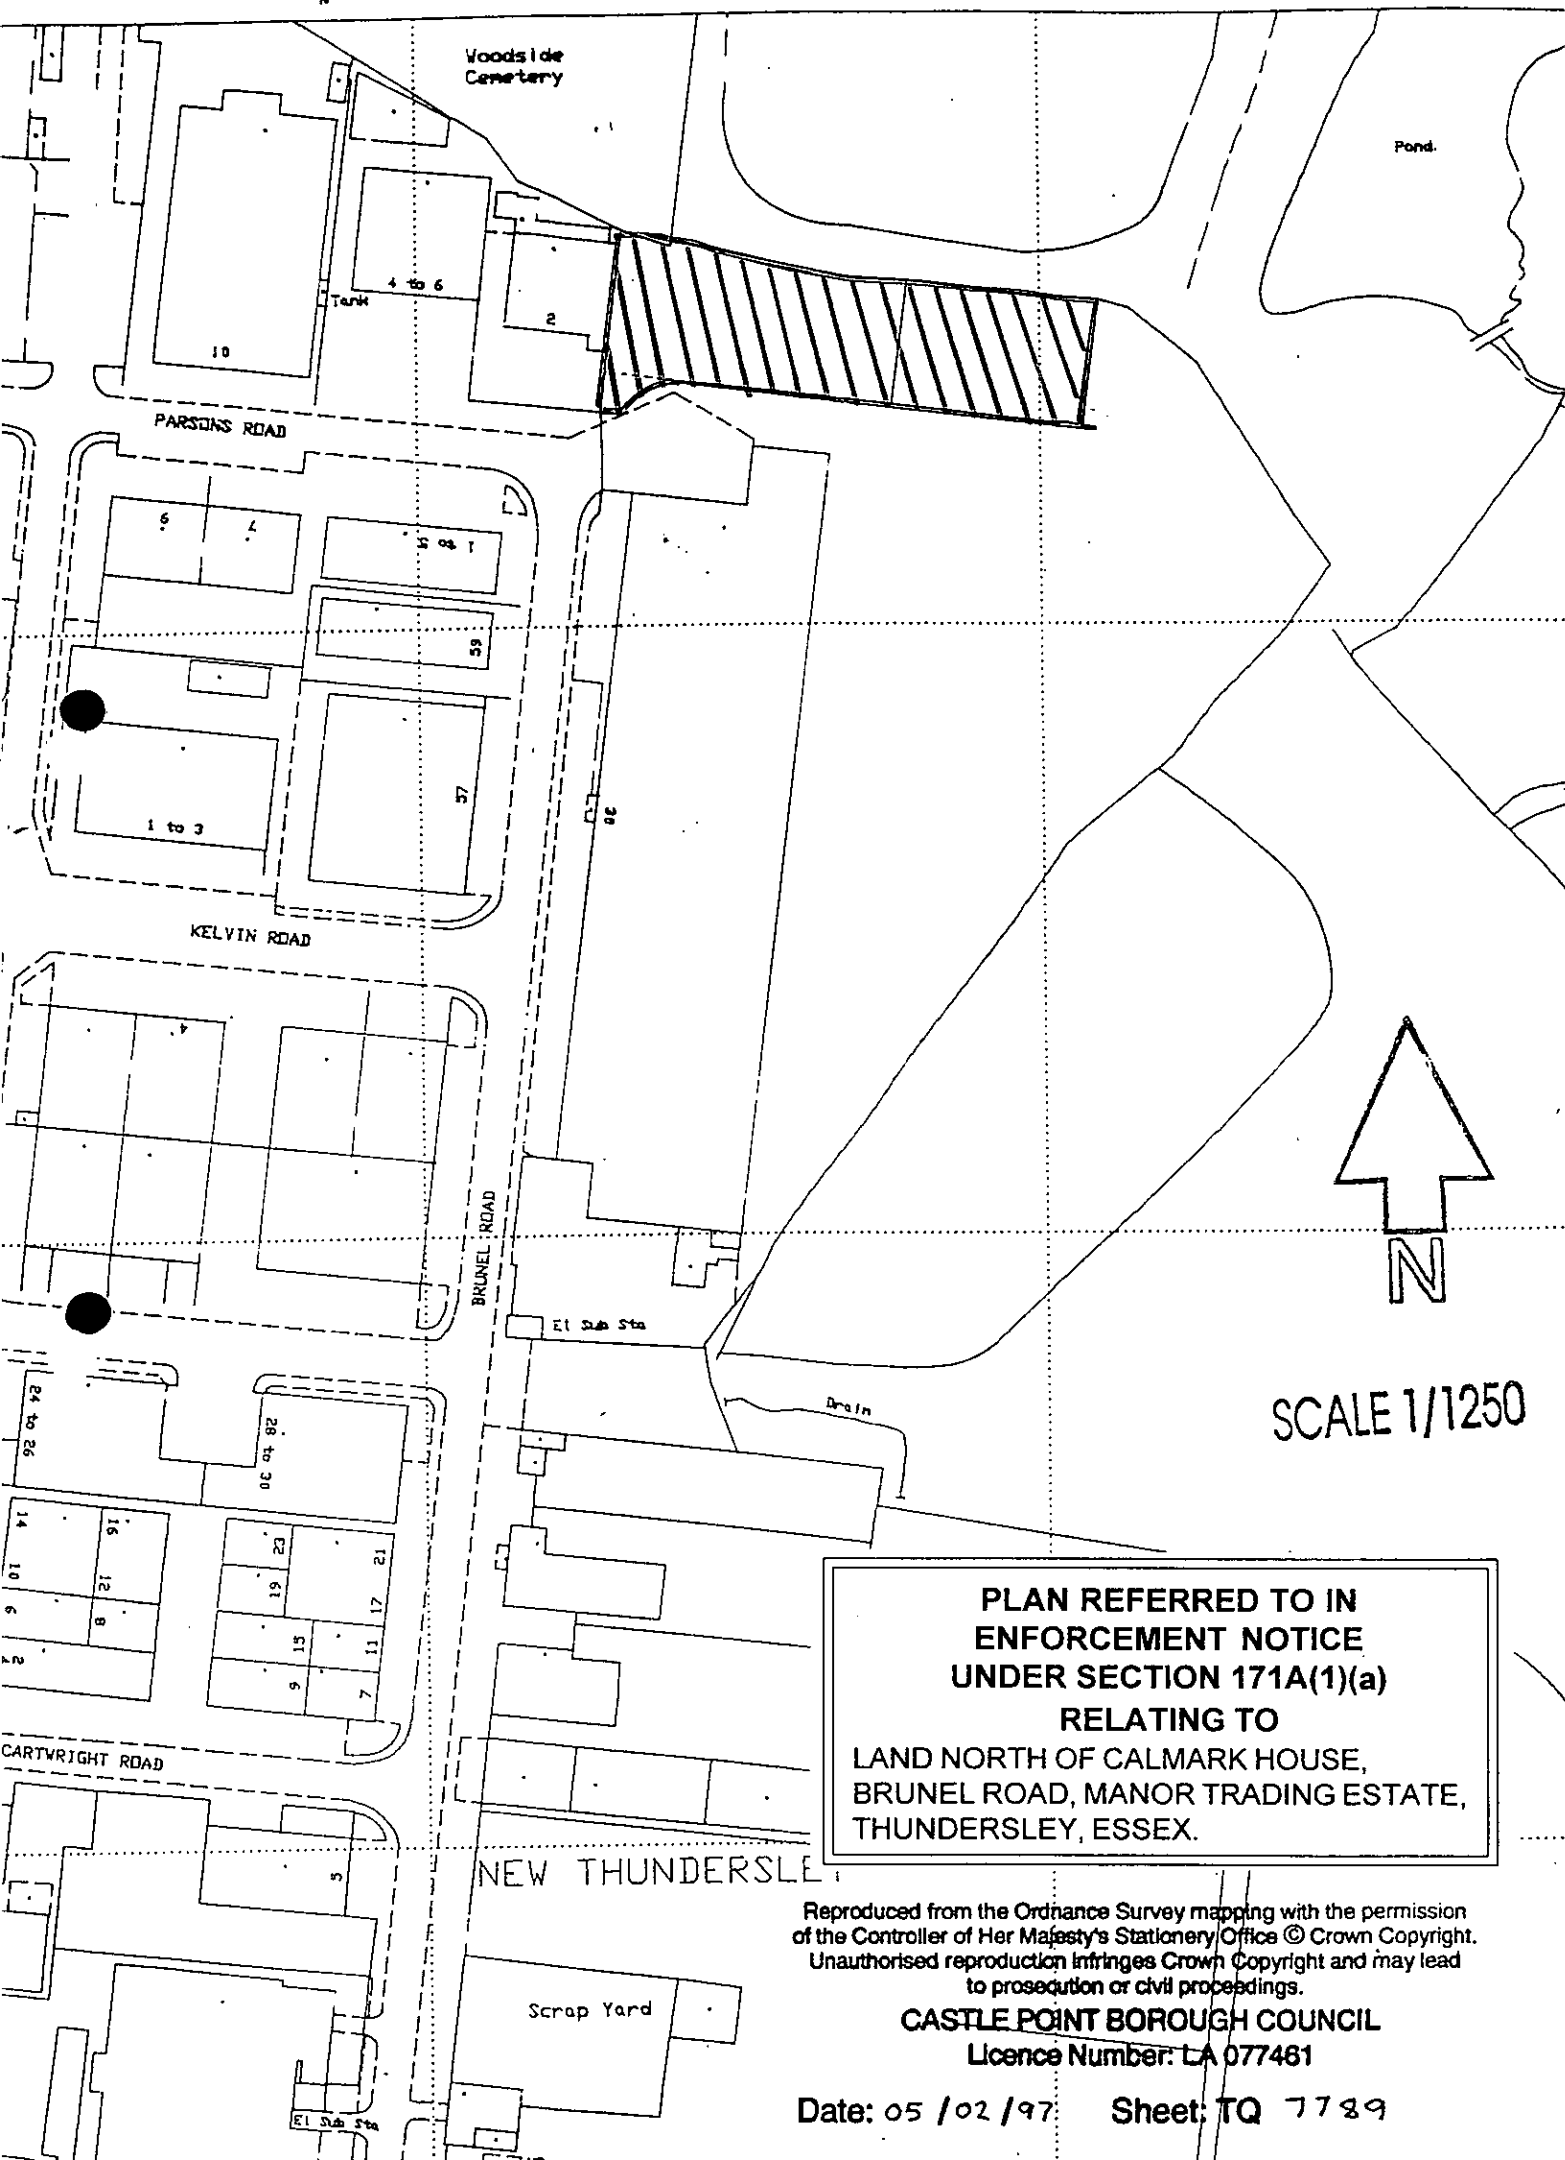 Woodside
Cemetery
Pond.
4 to 6
Tank
2
10
PARSONS ROAD
9
7
1 to 5
59
57
38
1 to 3
KELVIN ROAD
4
BRUNEL ROAD
El Sub Sta
N
SCALE 1/1250
Drain
24 to 26
28 to 30
14
16
10
12
6
8
23
21
19
17
15
11
9
7
CARTWRIGHT ROAD
5
PLAN REFERRED TO IN
ENFORCEMENT NOTICE
UNDER SECTION 171A(1)(a)
RELATING TO
LAND NORTH OF CALMARK HOUSE,
BRUNEL ROAD, MANOR TRADING ESTATE,
THUNDERSLEY, ESSEX.
NEW THUNDERSLE
Reproduced from the Ordnance Survey mapping with the permission
of the Controller of Her Majesty's Stationery Office © Crown Copyright.
Unauthorised reproduction infringes Crown Copyright and may lead
to prosecution or civil proceedings.
CASTLE POINT BOROUGH COUNCIL
Licence Number: LA 077461
Scrap Yard
Date: 05/02/97 Sheet: TQ 7789
El Sub Sta